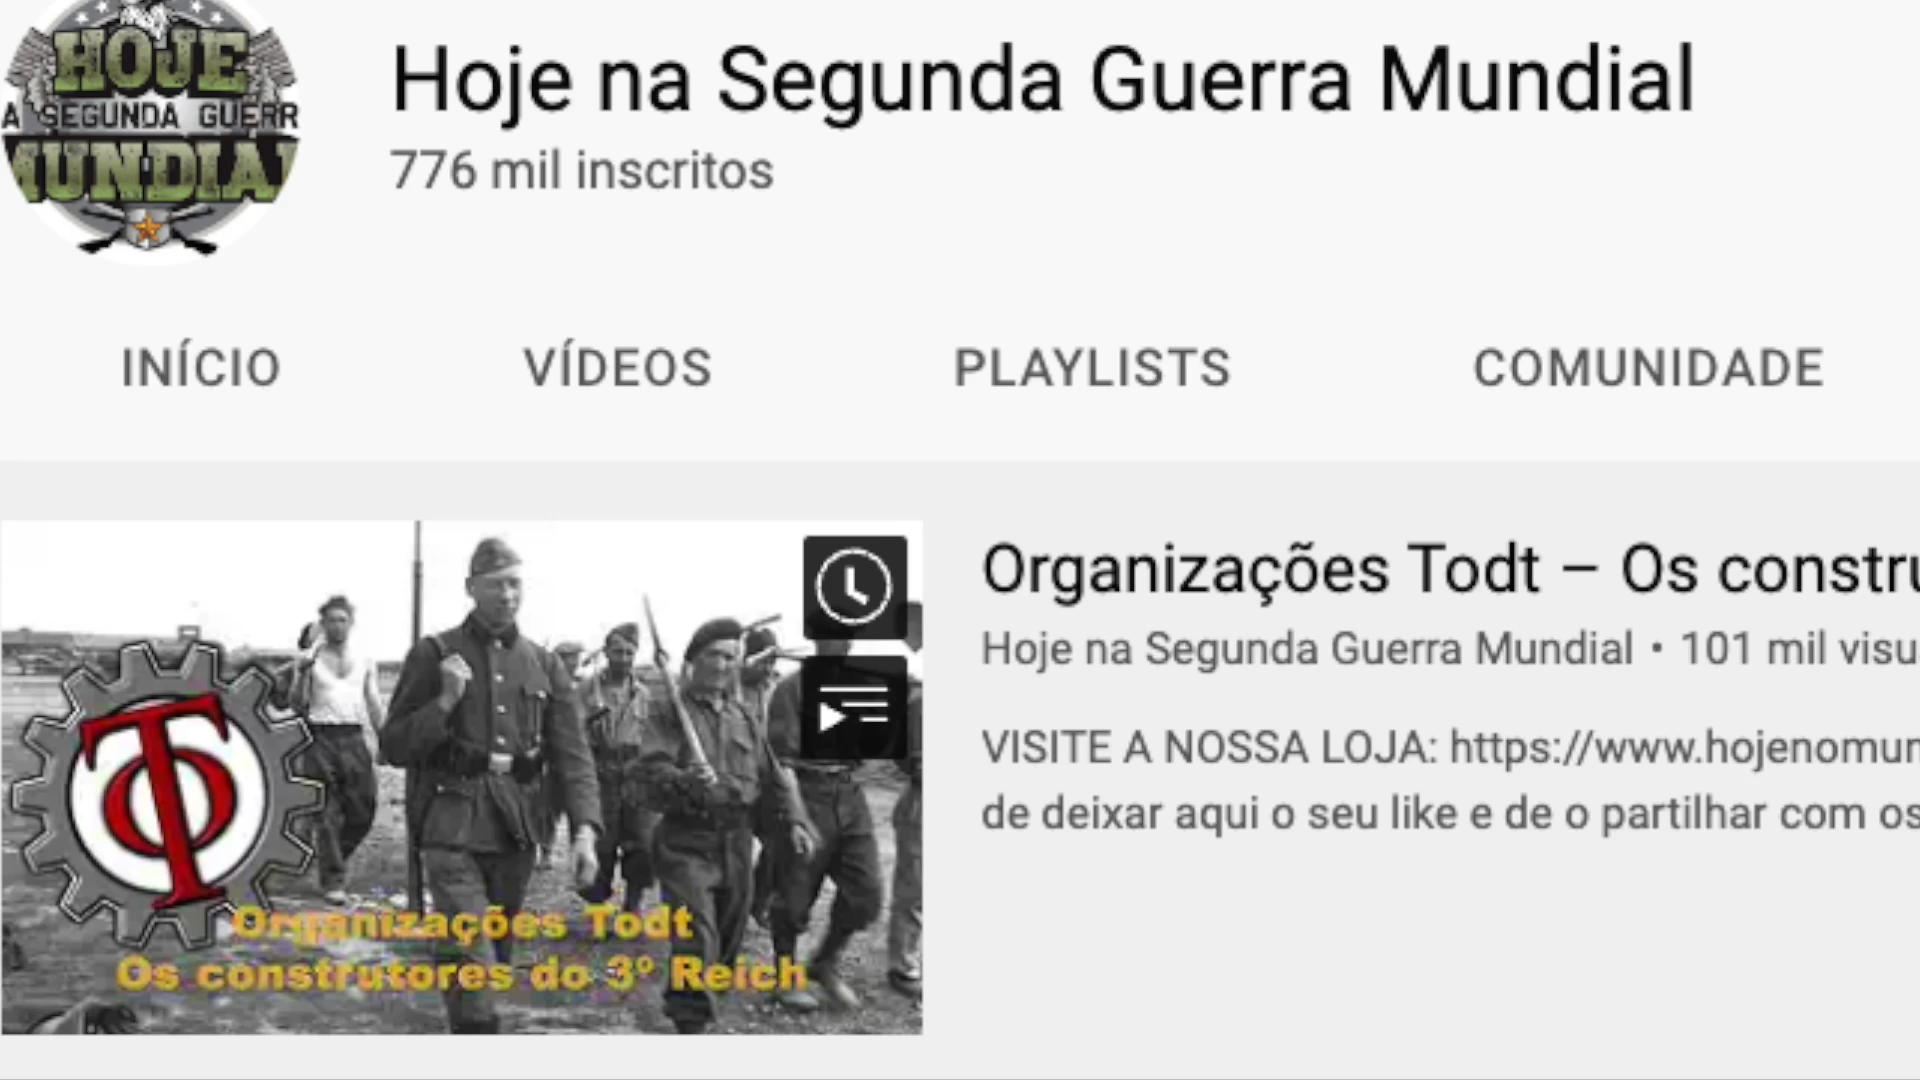 HOJE
A SEGUNDA GUERR
MUNDIAL
Hoje na Segunda Guerra Mundial
776 mil inscritos
INÍCIO
VÍDEOS
PLAYLISTS
COMUNIDADE
Organizações Todt
Os construtores do 3º Reich
Organizações Todt – Os constru
Hoje na Segunda Guerra Mundial • 101 mil visu
VISITE A NOSSA LOJA: https://www.hojenomun
de deixar aqui o seu like e de o partilhar com os